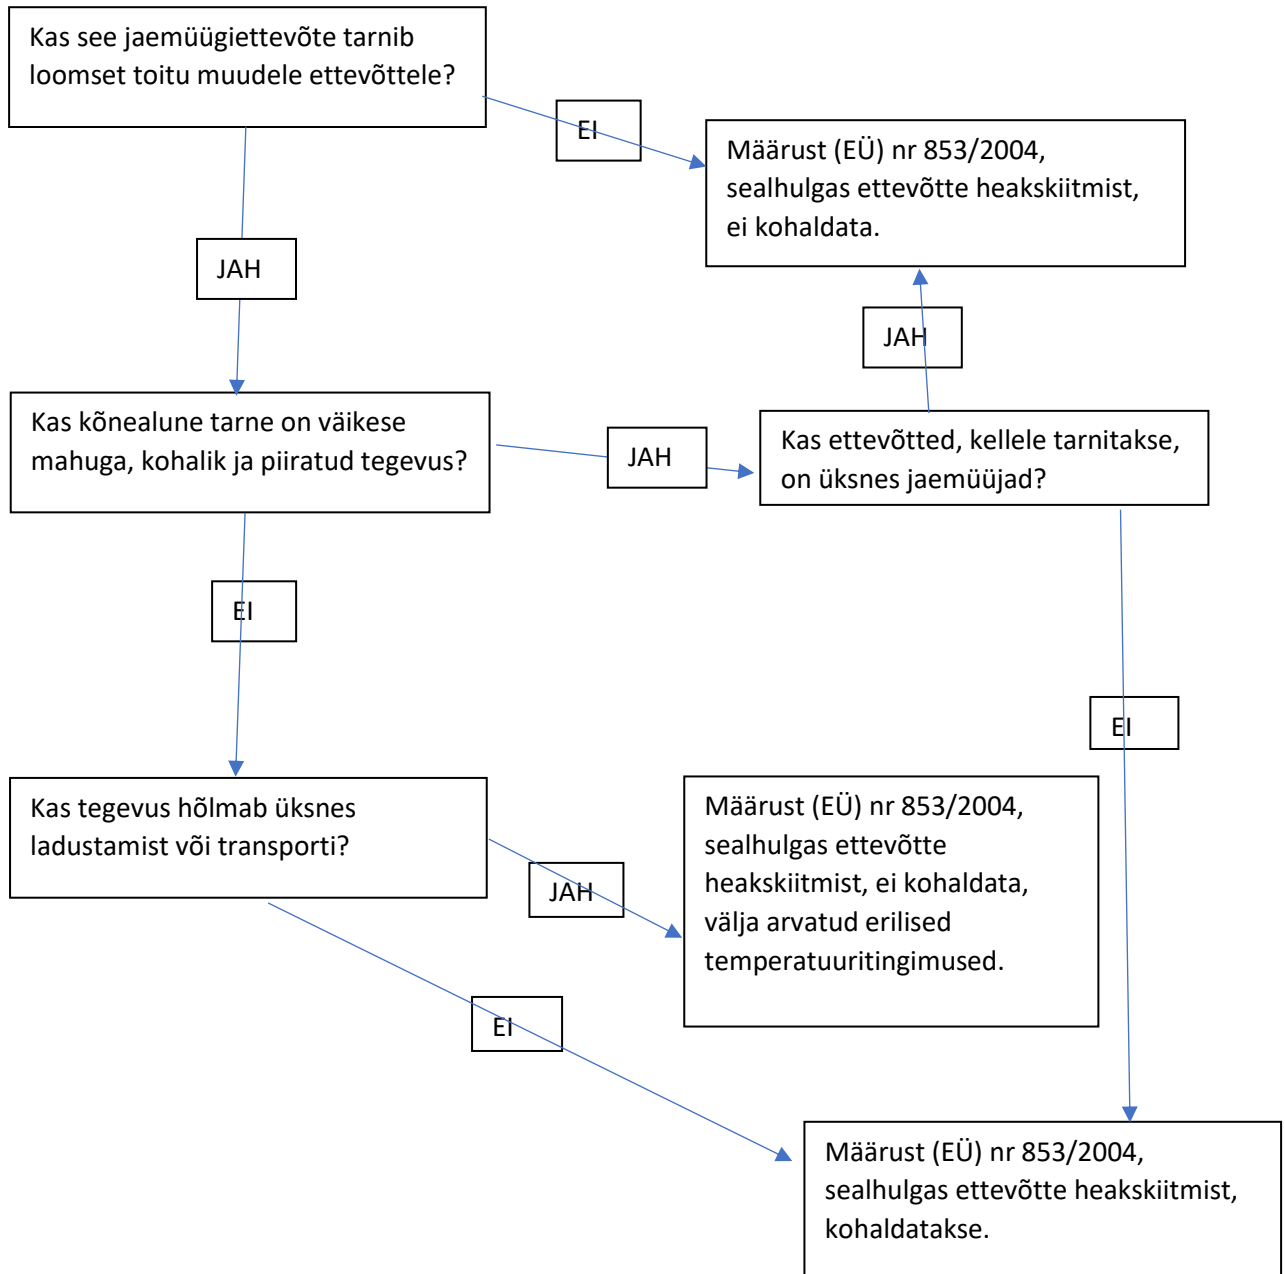 Kas see jaemüügiettevõte tarnib
loomset toitu muudele ettevõttele?
EI
Määrust (EÜ) nr 853/2004,
sealhulgas ettevõtte heakskiitmist,
ei kohaldata.
JAH
JAH
Kas kõnealune tarne on väikese
mahuga, kohalik ja piiratud tegevus?
JAH
Kas ettevõtted, kellele tarnitakse,
on üksnes jaemüüjad?
EI
EI
Kas tegevus hõlmab üksnes
ladustamist või transporti?
JAH
Määrust (EÜ) nr 853/2004,
sealhulgas ettevõtte
heakskiitmist, ei kohaldata,
välja arvatud erilised
temperatuuritingimused.
EI
Määrust (EÜ) nr 853/2004,
sealhulgas ettevõtte heakskiitmist,
kohaldatakse.